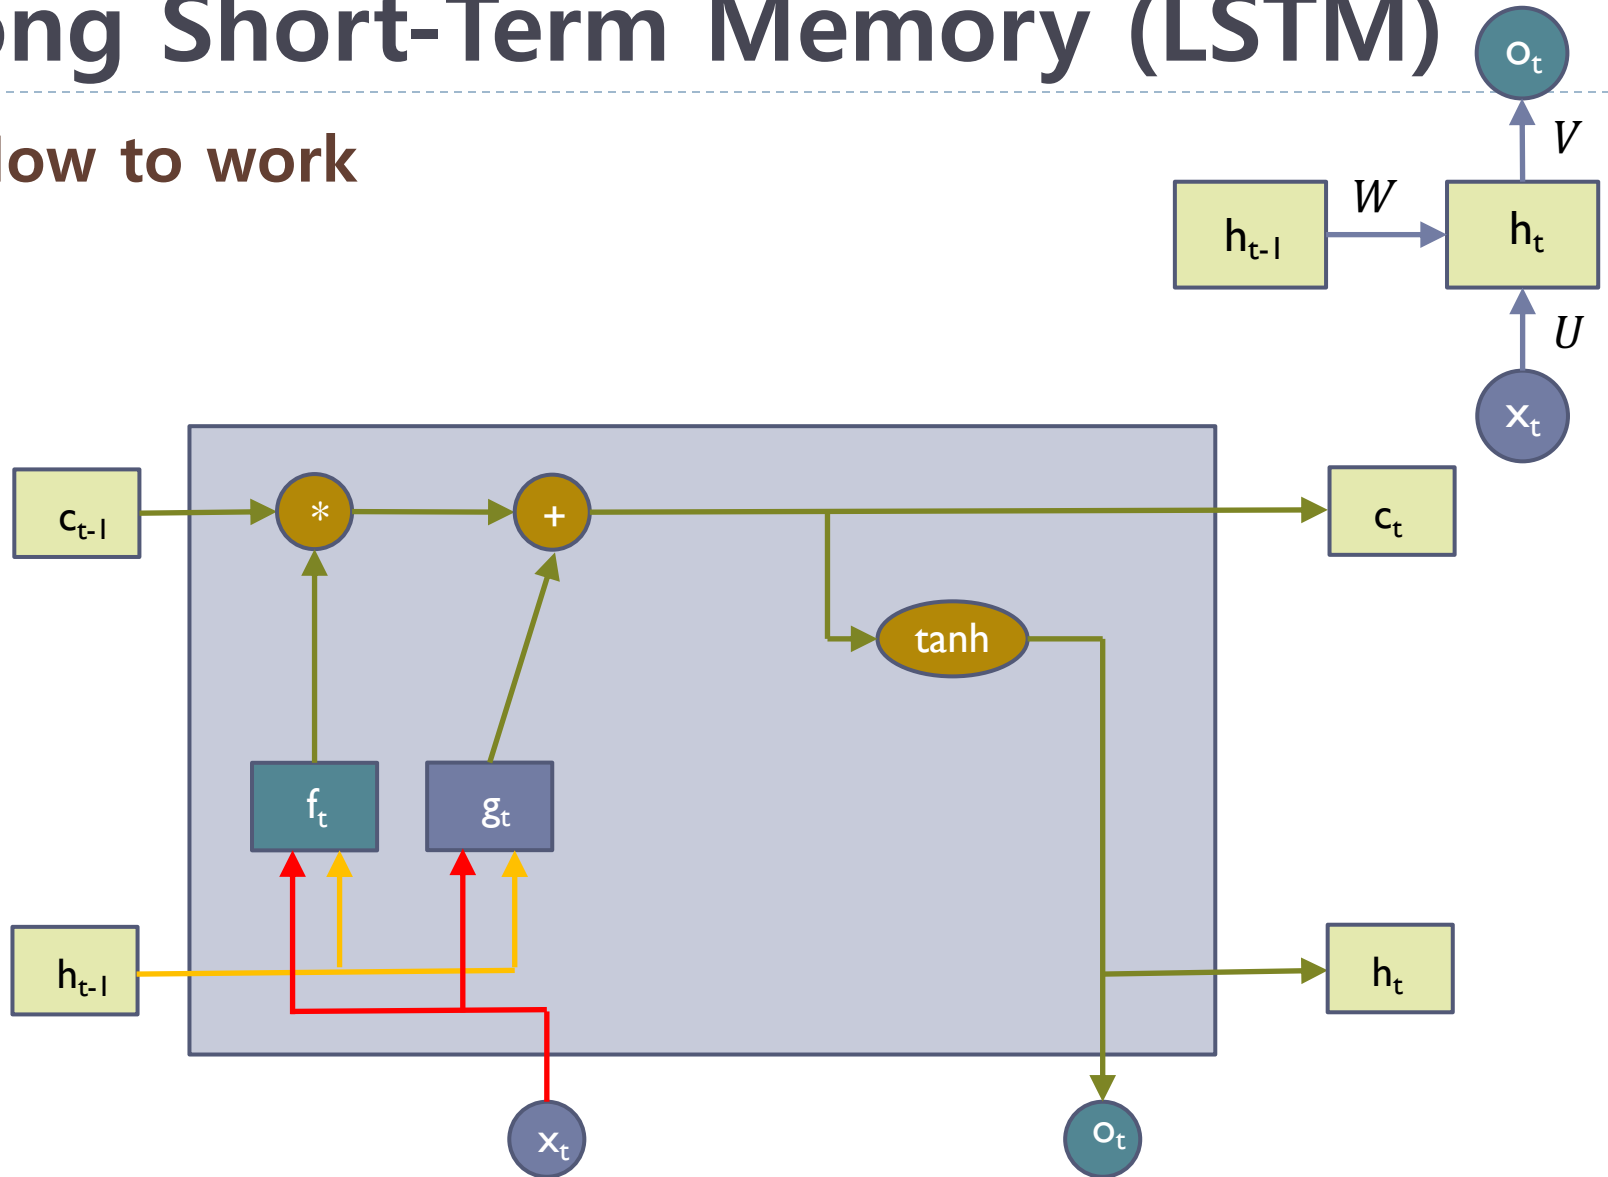 ong Short-Term Memory (LSTM)
How to work
oₜ
V
W
hₜ₋₁
hₜ
U
xₜ
cₜ₋₁
*
+
cₜ
tanh
fₜ
gₜ
hₜ₋₁
hₜ
xₜ
oₜ